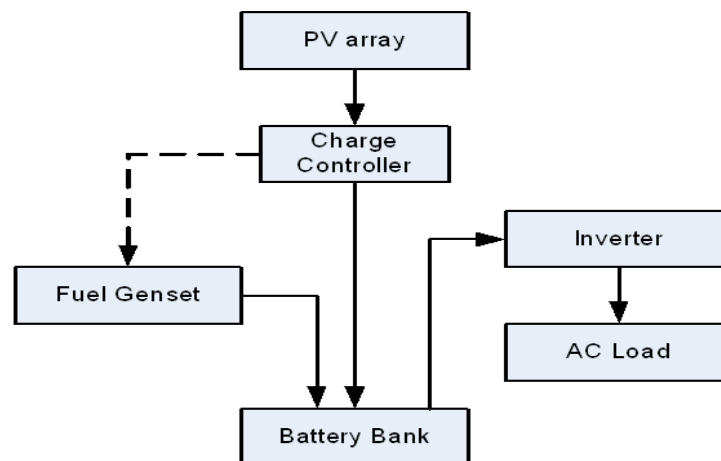 PV array
Charge
Controller
Inverter
Fuel Genset
AC Load
Battery Bank